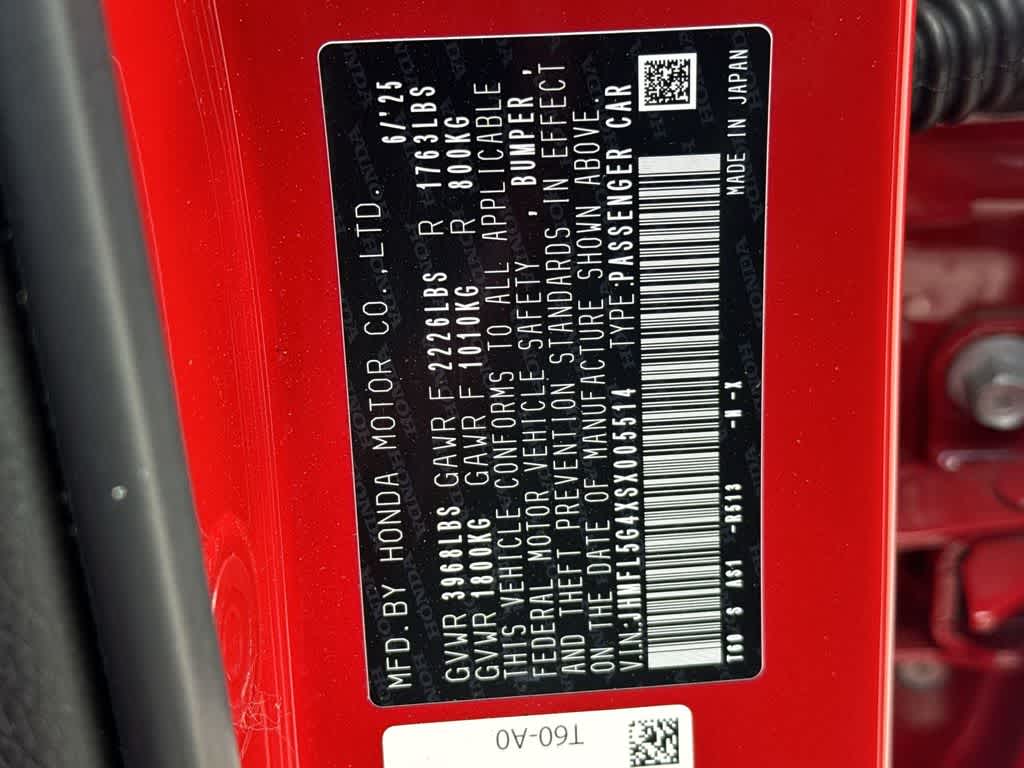 MFD. BY HONDA MOTOR CO.,LTD. 6/'25
GVWR 3968LBS GAWR F 2226LBS R 1763LBS
GVWR 1800KG GAWR F 1010KG R 800KG
THIS VEHICLE CONFORMS TO ALL APPLICABLE
FEDERAL MOTOR VEHICLE SAFETY , BUMPER ,
AND THEFT PREVENTION STANDARDS IN EFFECT
ON THE DATE OF MANUFACTURE SHOWN ABOVE.
V.I.N:JHMFL5G4XSX005514 TYPE:PASSENGER CAR
T60 S AS1 -R513 -H-X MADE IN JAPAN
T60-A0